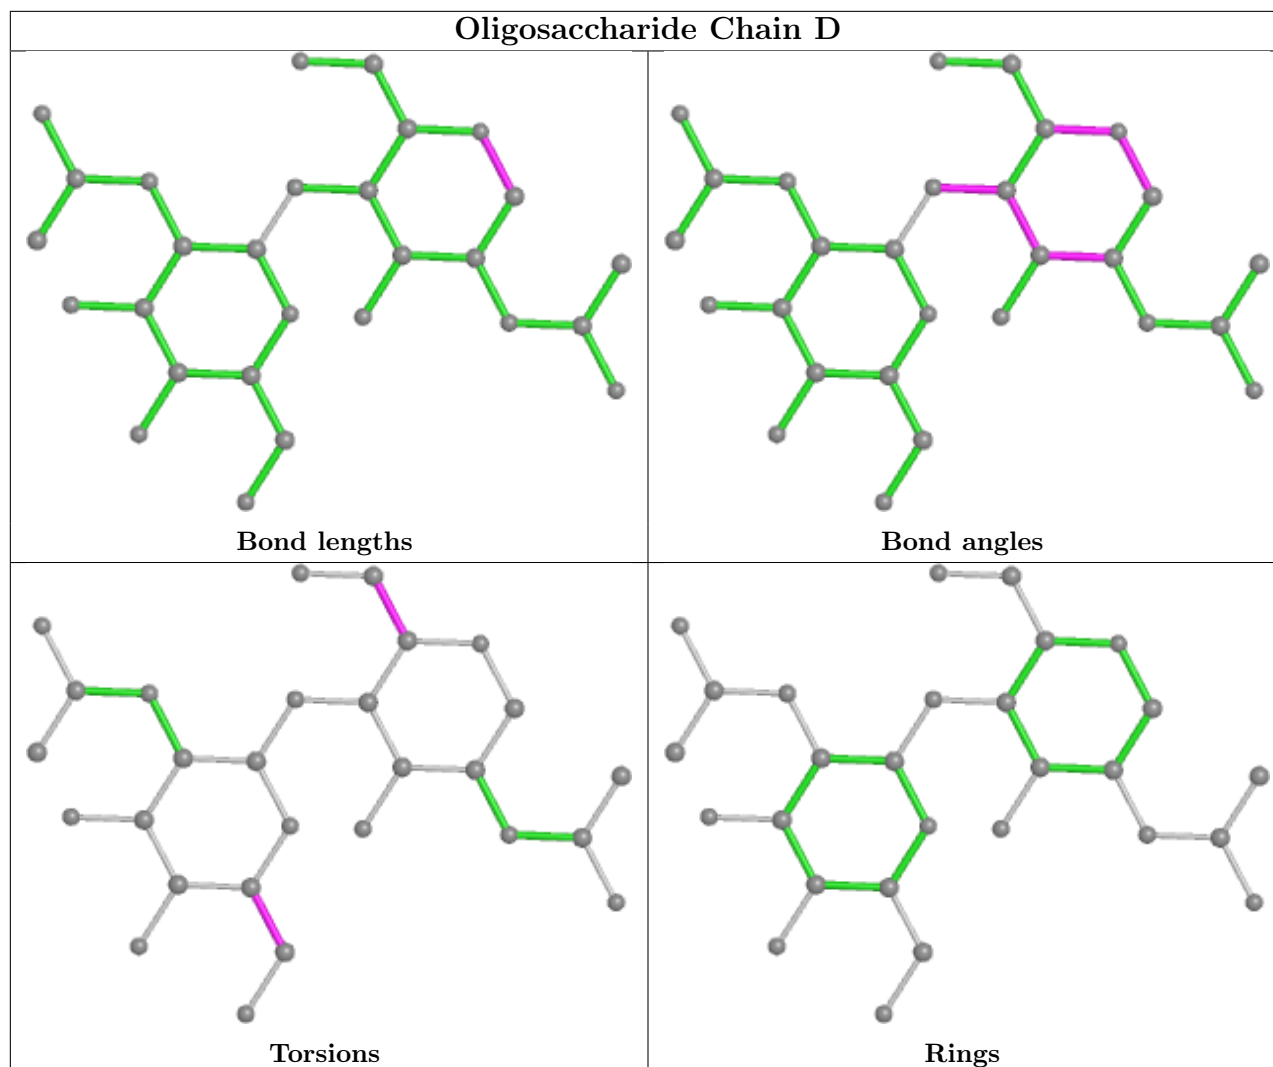 Oligosaccharide Chain D
Bond lengths
Bond angles
Torsions
Rings